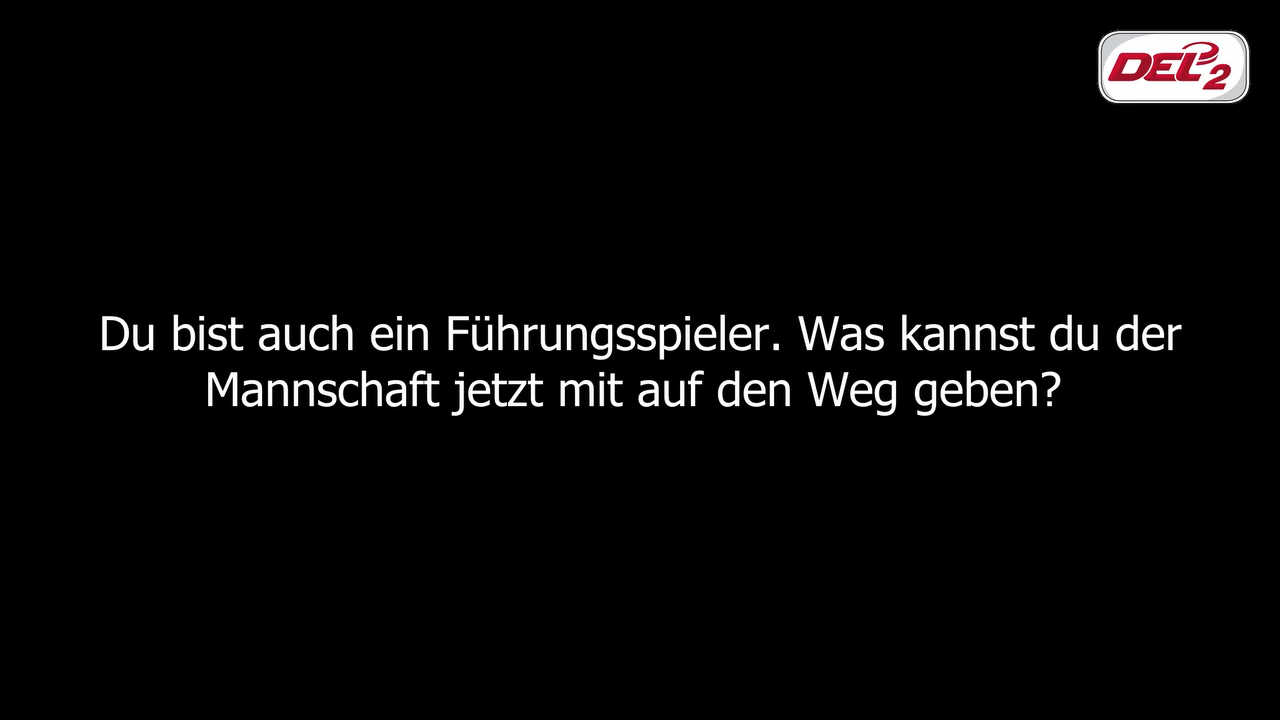 DEL2
Du bist auch ein Führungsspieler. Was kannst du der
Mannschaft jetzt mit auf den Weg geben?